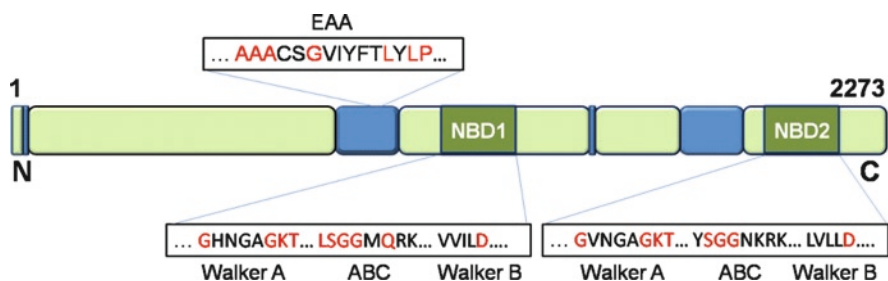 EAA
... AAACSGVIYFTLYLP...
1 2273
NBD1 NBD2
N C
... GHNGAGKT... LSGGMQRK... VVILD.... ... GVNGAGKT... YSGGNKRK... LVLLD....
Walker A ABC Walker B Walker A ABC Walker B